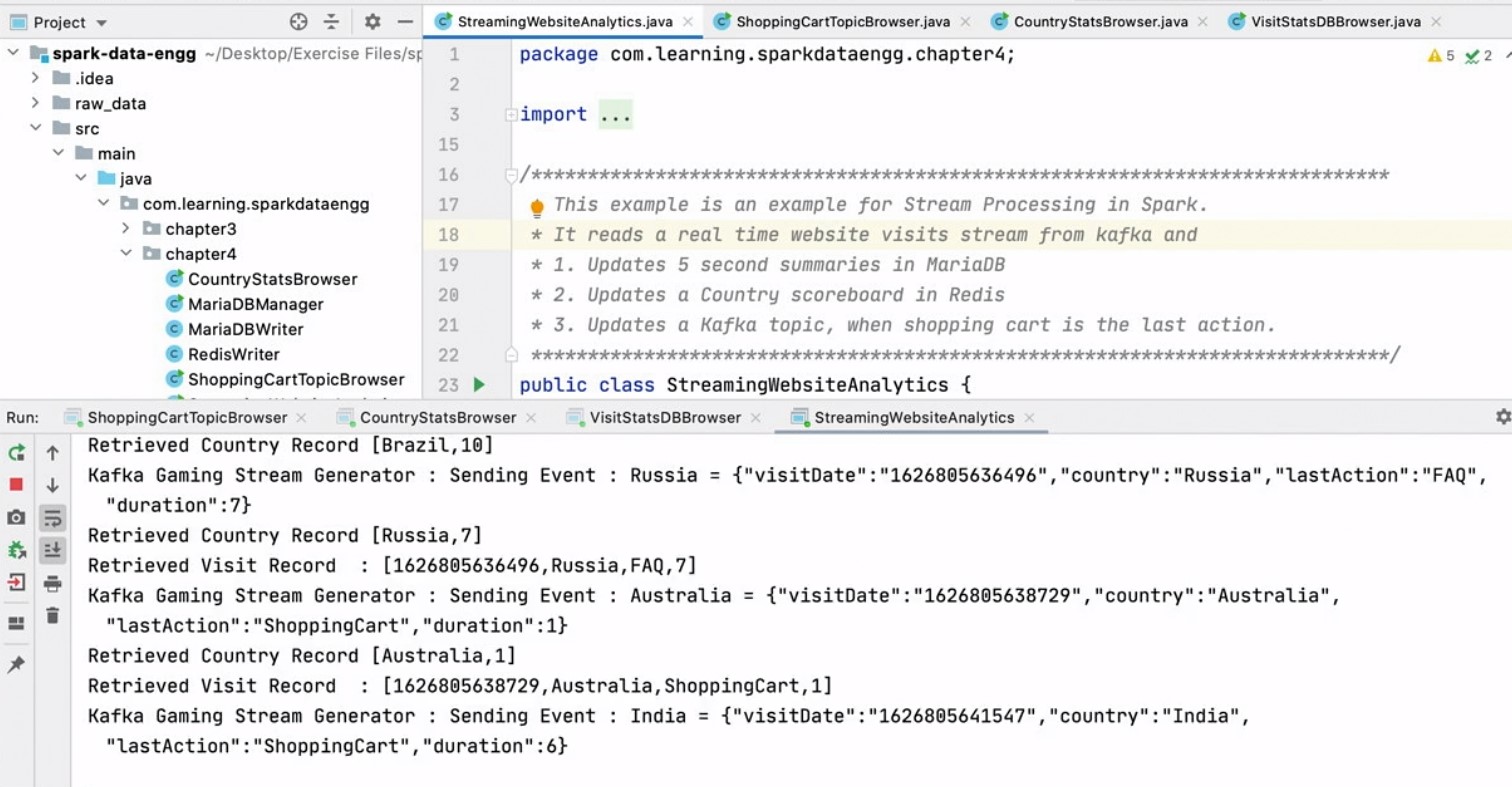 Project
StreamingWebsiteAnalytics.java
ShoppingCartTopicBrowser.java
CountryStatsBrowser.java
VisitStatsDBBrowser.java
spark-data-engg ~/Desktop/Exercise Files/sp
.idea
raw_data
src
main
java
com.learning.sparkdataengg
chapter3
chapter4
CountryStatsBrowser
MariaDBManager
MariaDBWriter
RedisWriter
ShoppingCartTopicBrowser
5 2
1 package com.learning.sparkdataengg.chapter4;
2
3 import ...
15
16 /****************************************************************************
17 This example is an example for Stream Processing in Spark.
18 * It reads a real time website visits stream from kafka and
19 * 1. Updates 5 second summaries in MariaDB
20 * 2. Updates a Country scoreboard in Redis
21 * 3. Updates a Kafka topic, when shopping cart is the last action.
22 ****************************************************************************/
23 public class StreamingWebsiteAnalytics {
Run: ShoppingCartTopicBrowser CountryStatsBrowser VisitStatsDBBrowser StreamingWebsiteAnalytics
Retrieved Country Record [Brazil,10]
Kafka Gaming Stream Generator : Sending Event : Russia = {"visitDate":"1626805636496","country":"Russia","lastAction":"FAQ",
"duration":7}
Retrieved Country Record [Russia,7]
Retrieved Visit Record  : [1626805636496,Russia,FAQ,7]
Kafka Gaming Stream Generator : Sending Event : Australia = {"visitDate":"1626805638729","country":"Australia",
"lastAction":"ShoppingCart","duration":1}
Retrieved Country Record [Australia,1]
Retrieved Visit Record  : [1626805638729,Australia,ShoppingCart,1]
Kafka Gaming Stream Generator : Sending Event : India = {"visitDate":"1626805641547","country":"India",
"lastAction":"ShoppingCart","duration":6}